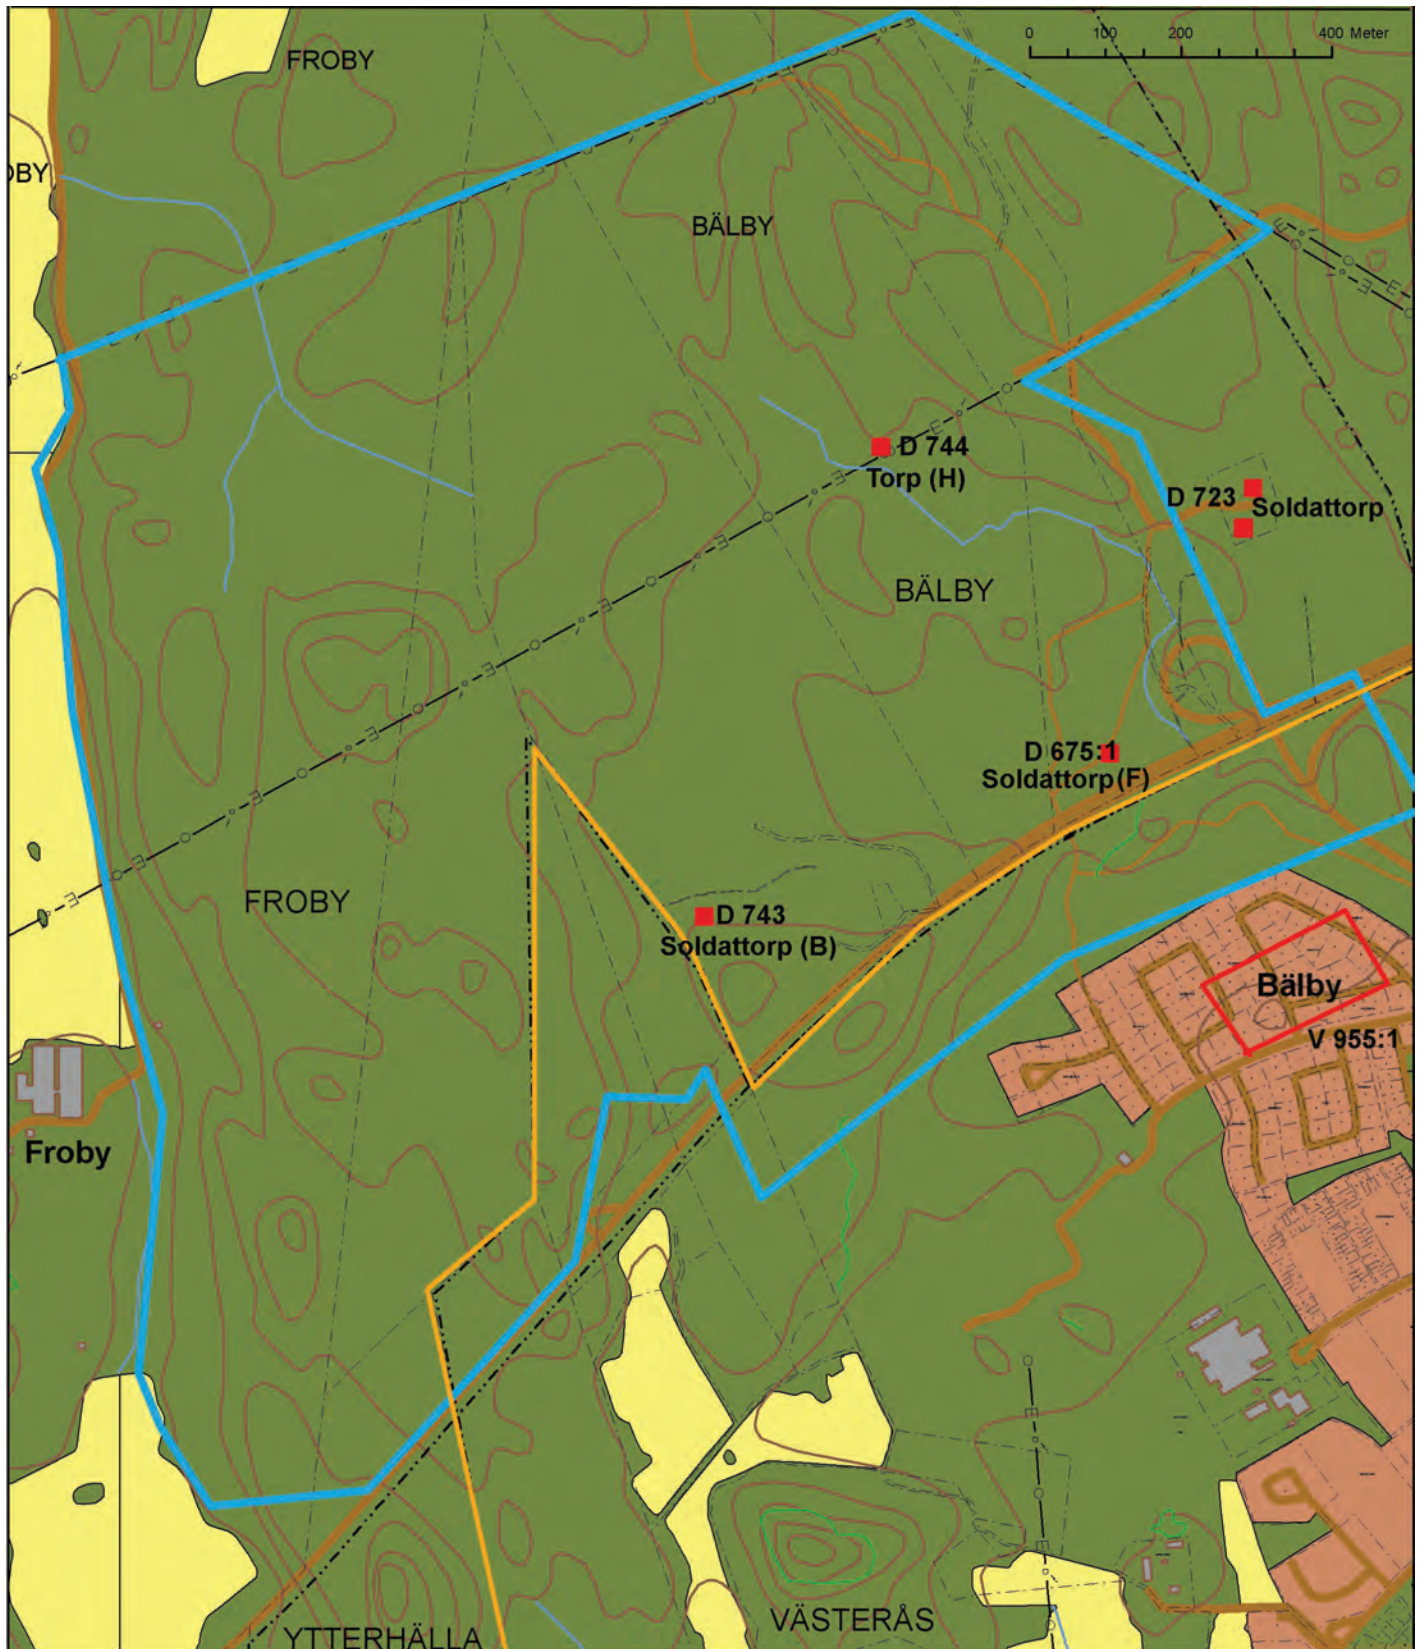 FROBY
0 100 200 400 Meter
BY
BÄLBY
D 744
Torp (H)
D 723
Soldattorp
BÄLBY
D 675:1
Soldattorp (F)
FROBY
D 743
Soldattorp (B)
Bälby
V 955:1
Froby
VÄSTERÅS
YTTERHÄLLA